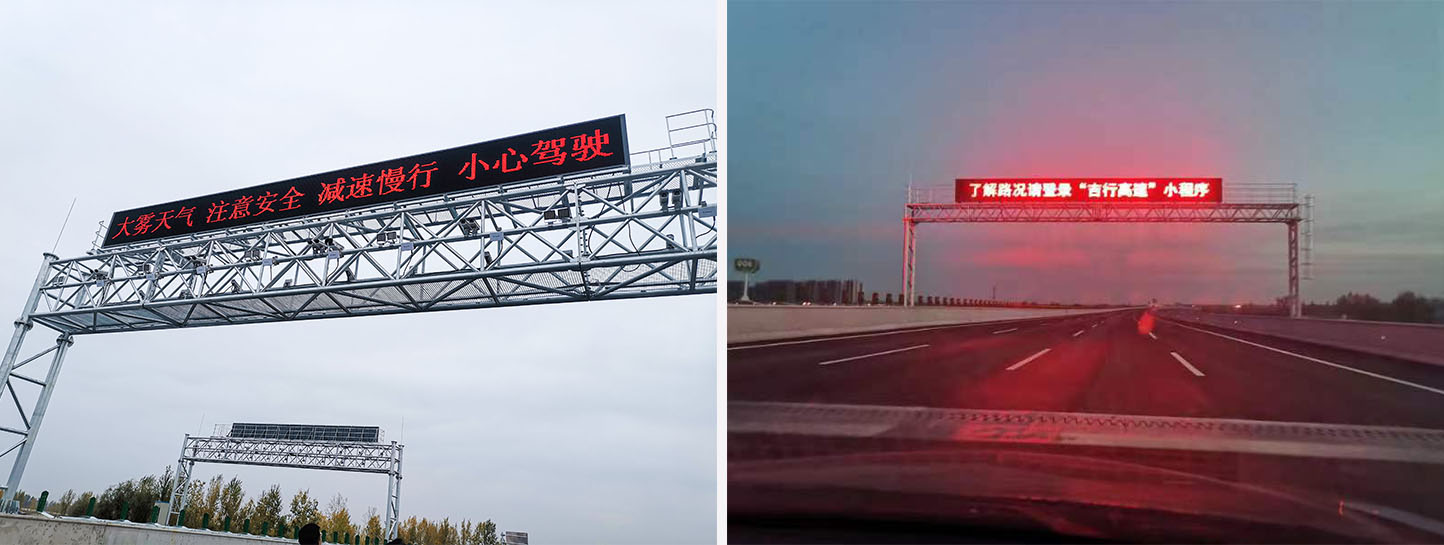 大雾天气 注意安全 减速慢行 小心驾驶
了解路况请登录“吉行高速”小程序